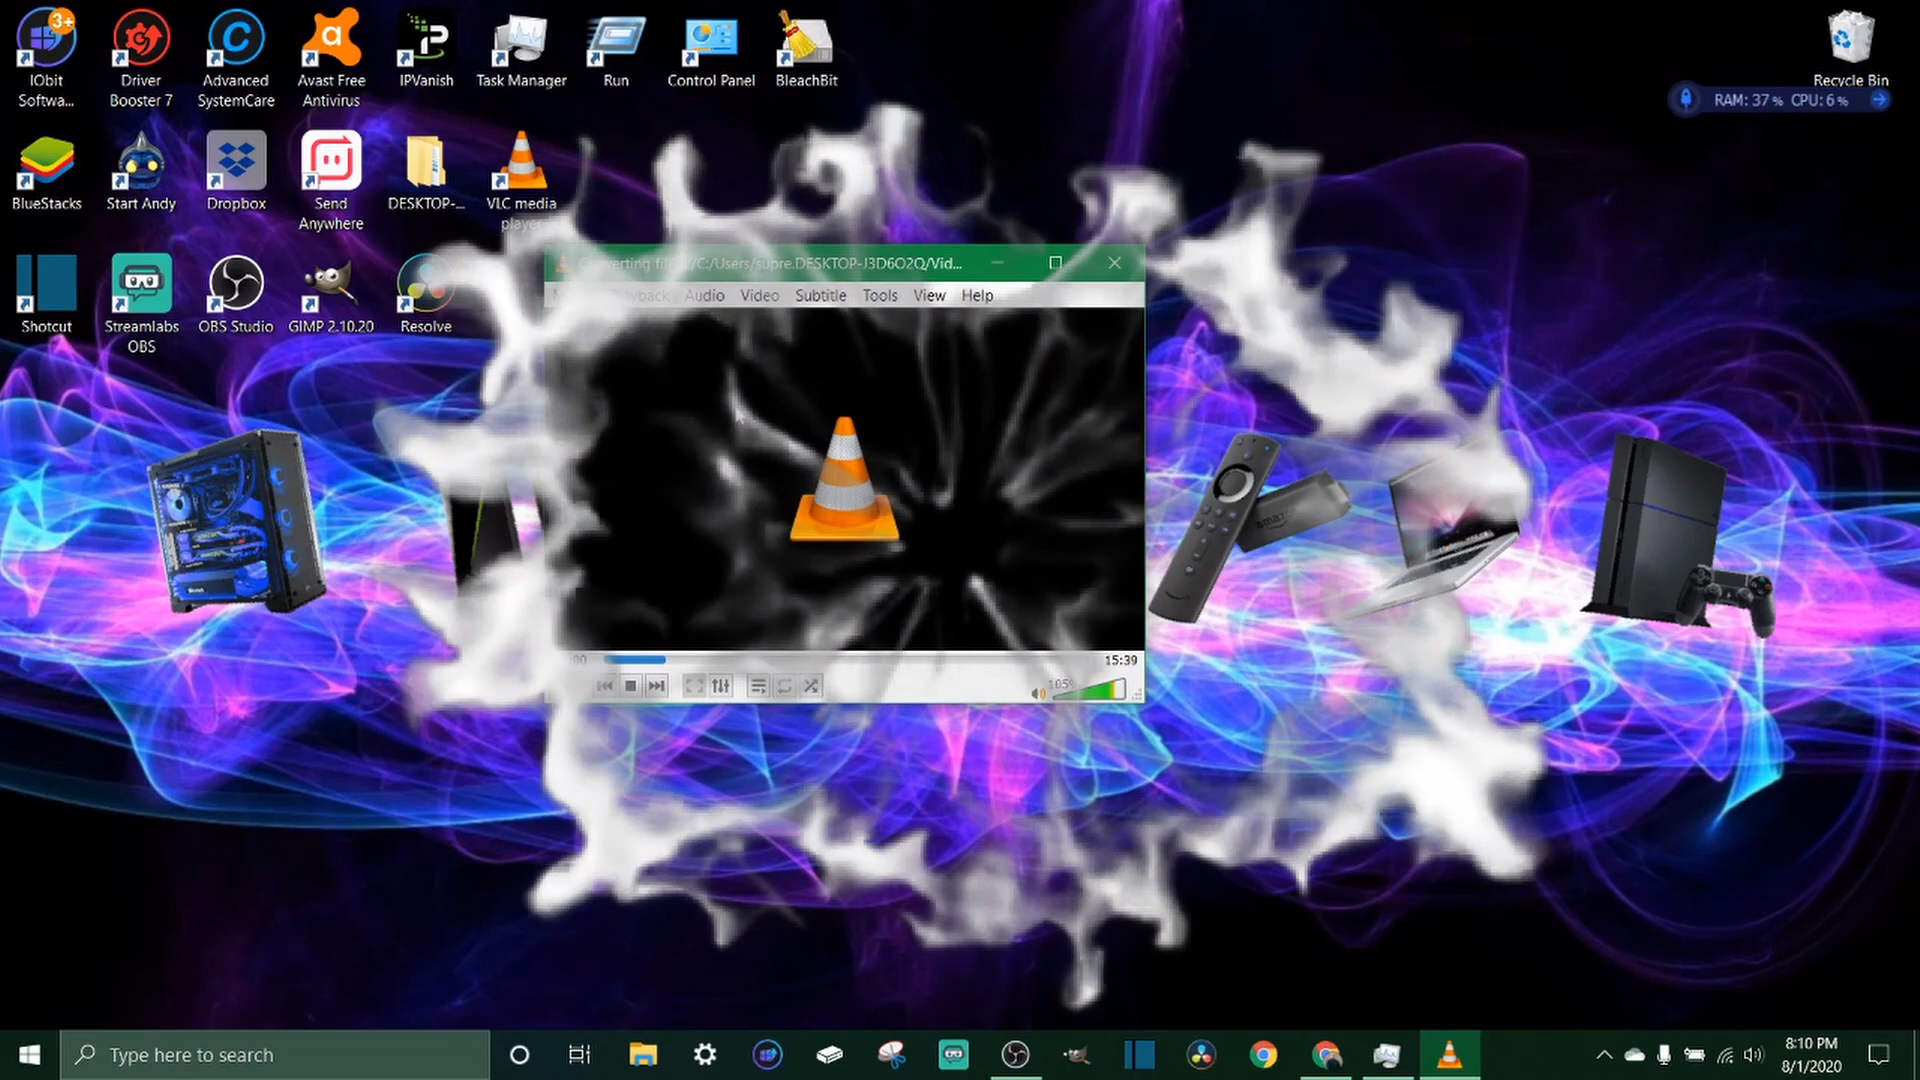 3+
IObit
Softwa...
Driver
Booster 7
Advanced
SystemCare
Avast Free
Antivirus
IPVanish
Task Manager
Run
Control Panel
BleachBit
Recycle Bin
RAM: 37 % CPU: 6 %
BlueStacks
Start Andy
Dropbox
Send
Anywhere
DESKTOP-...
VLC media
player
Shotcut
Streamlabs
OBS
OBS Studio
GIMP 2.10.20
Resolve
C:/Users/supre.DESKTOP-J3D6O2Q/Vid...
Audio Video Subtitle Tools View Help
15:39
105%
Type here to search
8:10 PM
8/1/2020